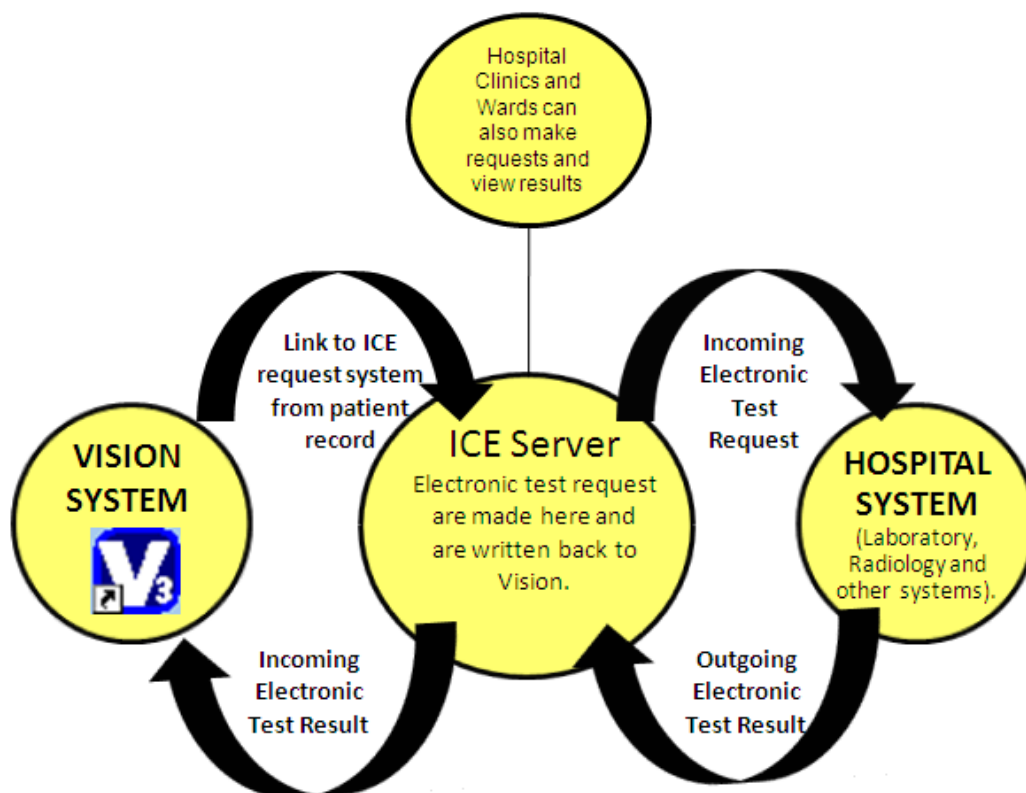 Hospital
Clinics and
Wards can
also make
requests and
view results
Link to ICE
request system
from patient
record
Incoming
Electronic
Test
Request
VISION
SYSTEM
V3
ICE Server
Electronic test request
are made here and
are written back to
Vision.
HOSPITAL
SYSTEM
(Laboratory,
Radiology and
other systems).
Incoming
Electronic
Test Result
Outgoing
Electronic
Test Result